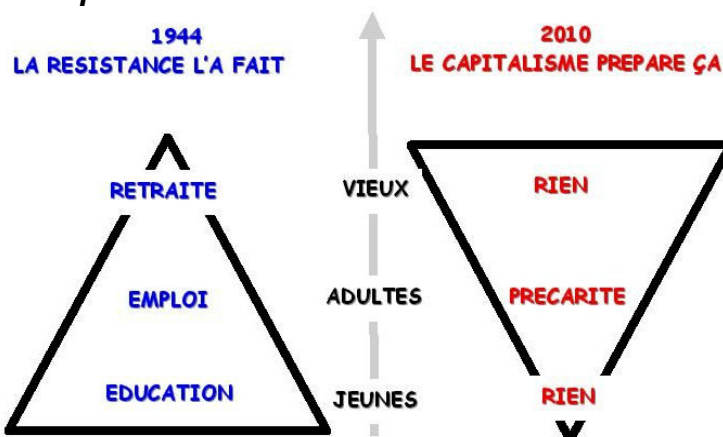 1944
LA RESISTANCE L'A FAIT
RETRAITE
EMPLOI
EDUCATION
VIEUX
ADULTES
JEUNES
2010
LE CAPITALISME PREPARE ÇA
RIEN
PRECARITE
RIEN